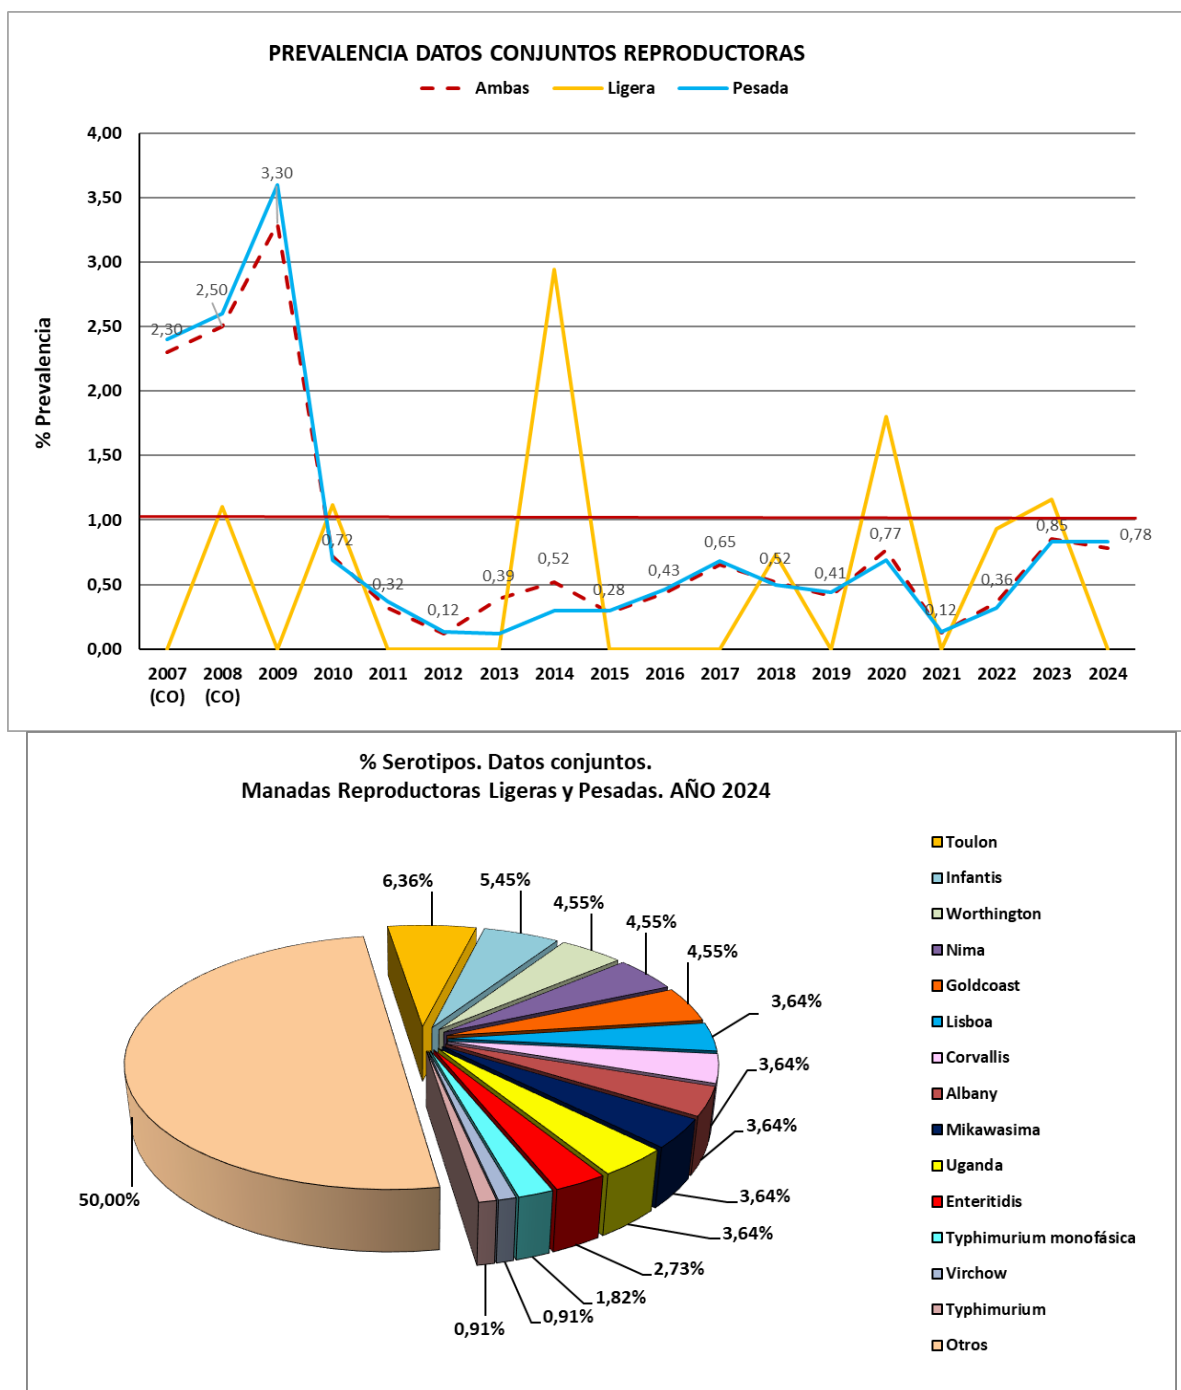 PREVALENCIA DATOS CONJUNTOS REPRODUCTORAS
Ambas Ligera Pesada
% Prevalencia
4,00
3,50
3,00
2,50
2,00
1,50
1,00
0,50
0,00
2,30
2,50
3,30
0,72
0,32
0,12
0,39
0,52
0,28
0,43
0,65
0,52
0,41
0,77
0,12
0,36
0,85
0,78
2007 2008 2009 2010 2011 2012 2013 2014 2015 2016 2017 2018 2019 2020 2021 2022 2023 2024
(CO) (CO)
% Serotipos. Datos conjuntos.
Manadas Reproductoras Ligeras y Pesadas. AÑO 2024
6,36%
5,45%
4,55%
4,55%
4,55%
3,64%
3,64%
3,64%
3,64%
3,64%
2,73%
1,82%
0,91%
0,91%
50,00%
Toulon
Infantis
Worthington
Nima
Goldcoast
Lisboa
Corvallis
Albany
Mikawasima
Uganda
Enteritidis
Typhimurium monofásica
Virchow
Typhimurium
Otros